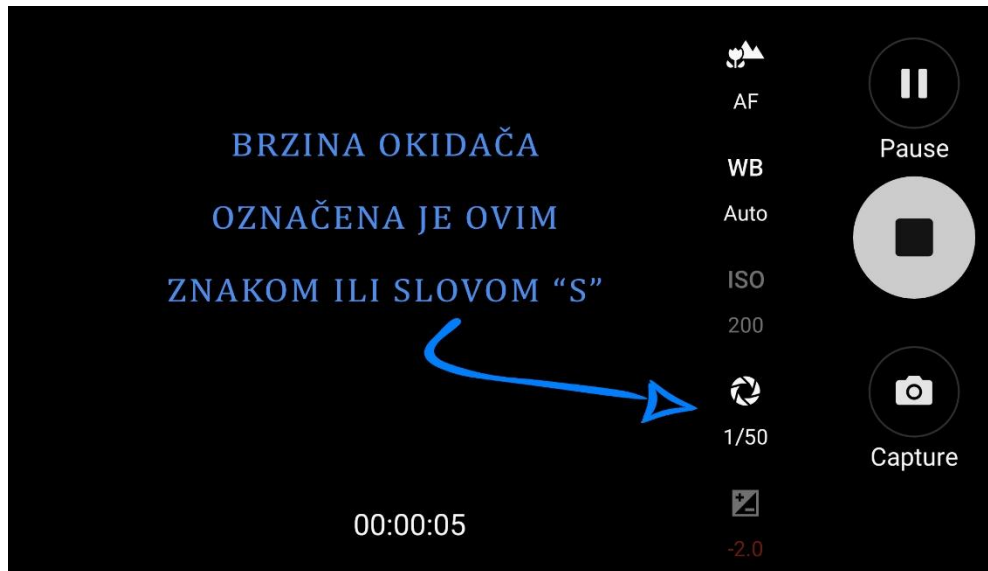 BRZINA OKIDAČA
OZNAČENA JE OVIM
ZNAKOM ILI SLOVOM “S”
00:00:05
AF
WB
Auto
ISO
200
1/50
-2.0
Pause
Capture